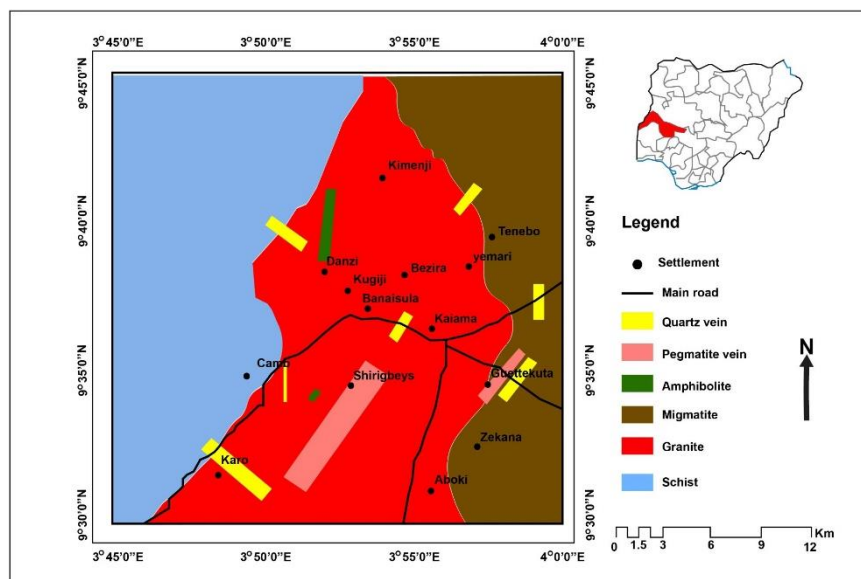 3°45'0"E 3°50'0"E 3°55'0"E 4°0'0"E
9°45'0"N 9°45'0"N
Kimenji
9°40'0"N 9°40'0"N
Tenebo
yemari
Danzi Bezira
Kugiji
Banaisula
Kaiama
9°35'0"N 9°35'0"N
Camb
Shirigbeys
Guettekuta
Zekana
Karo
Aboki
9°30'0"N 9°30'0"N
3°45'0"E 3°50'0"E 3°55'0"E 4°0'0"E
Legend
Settlement
Main road
Quartz vein
Pegmatite vein
Amphibolite
Migmatite
Granite
Schist
N
Km
0 1.5 3 6 9 12